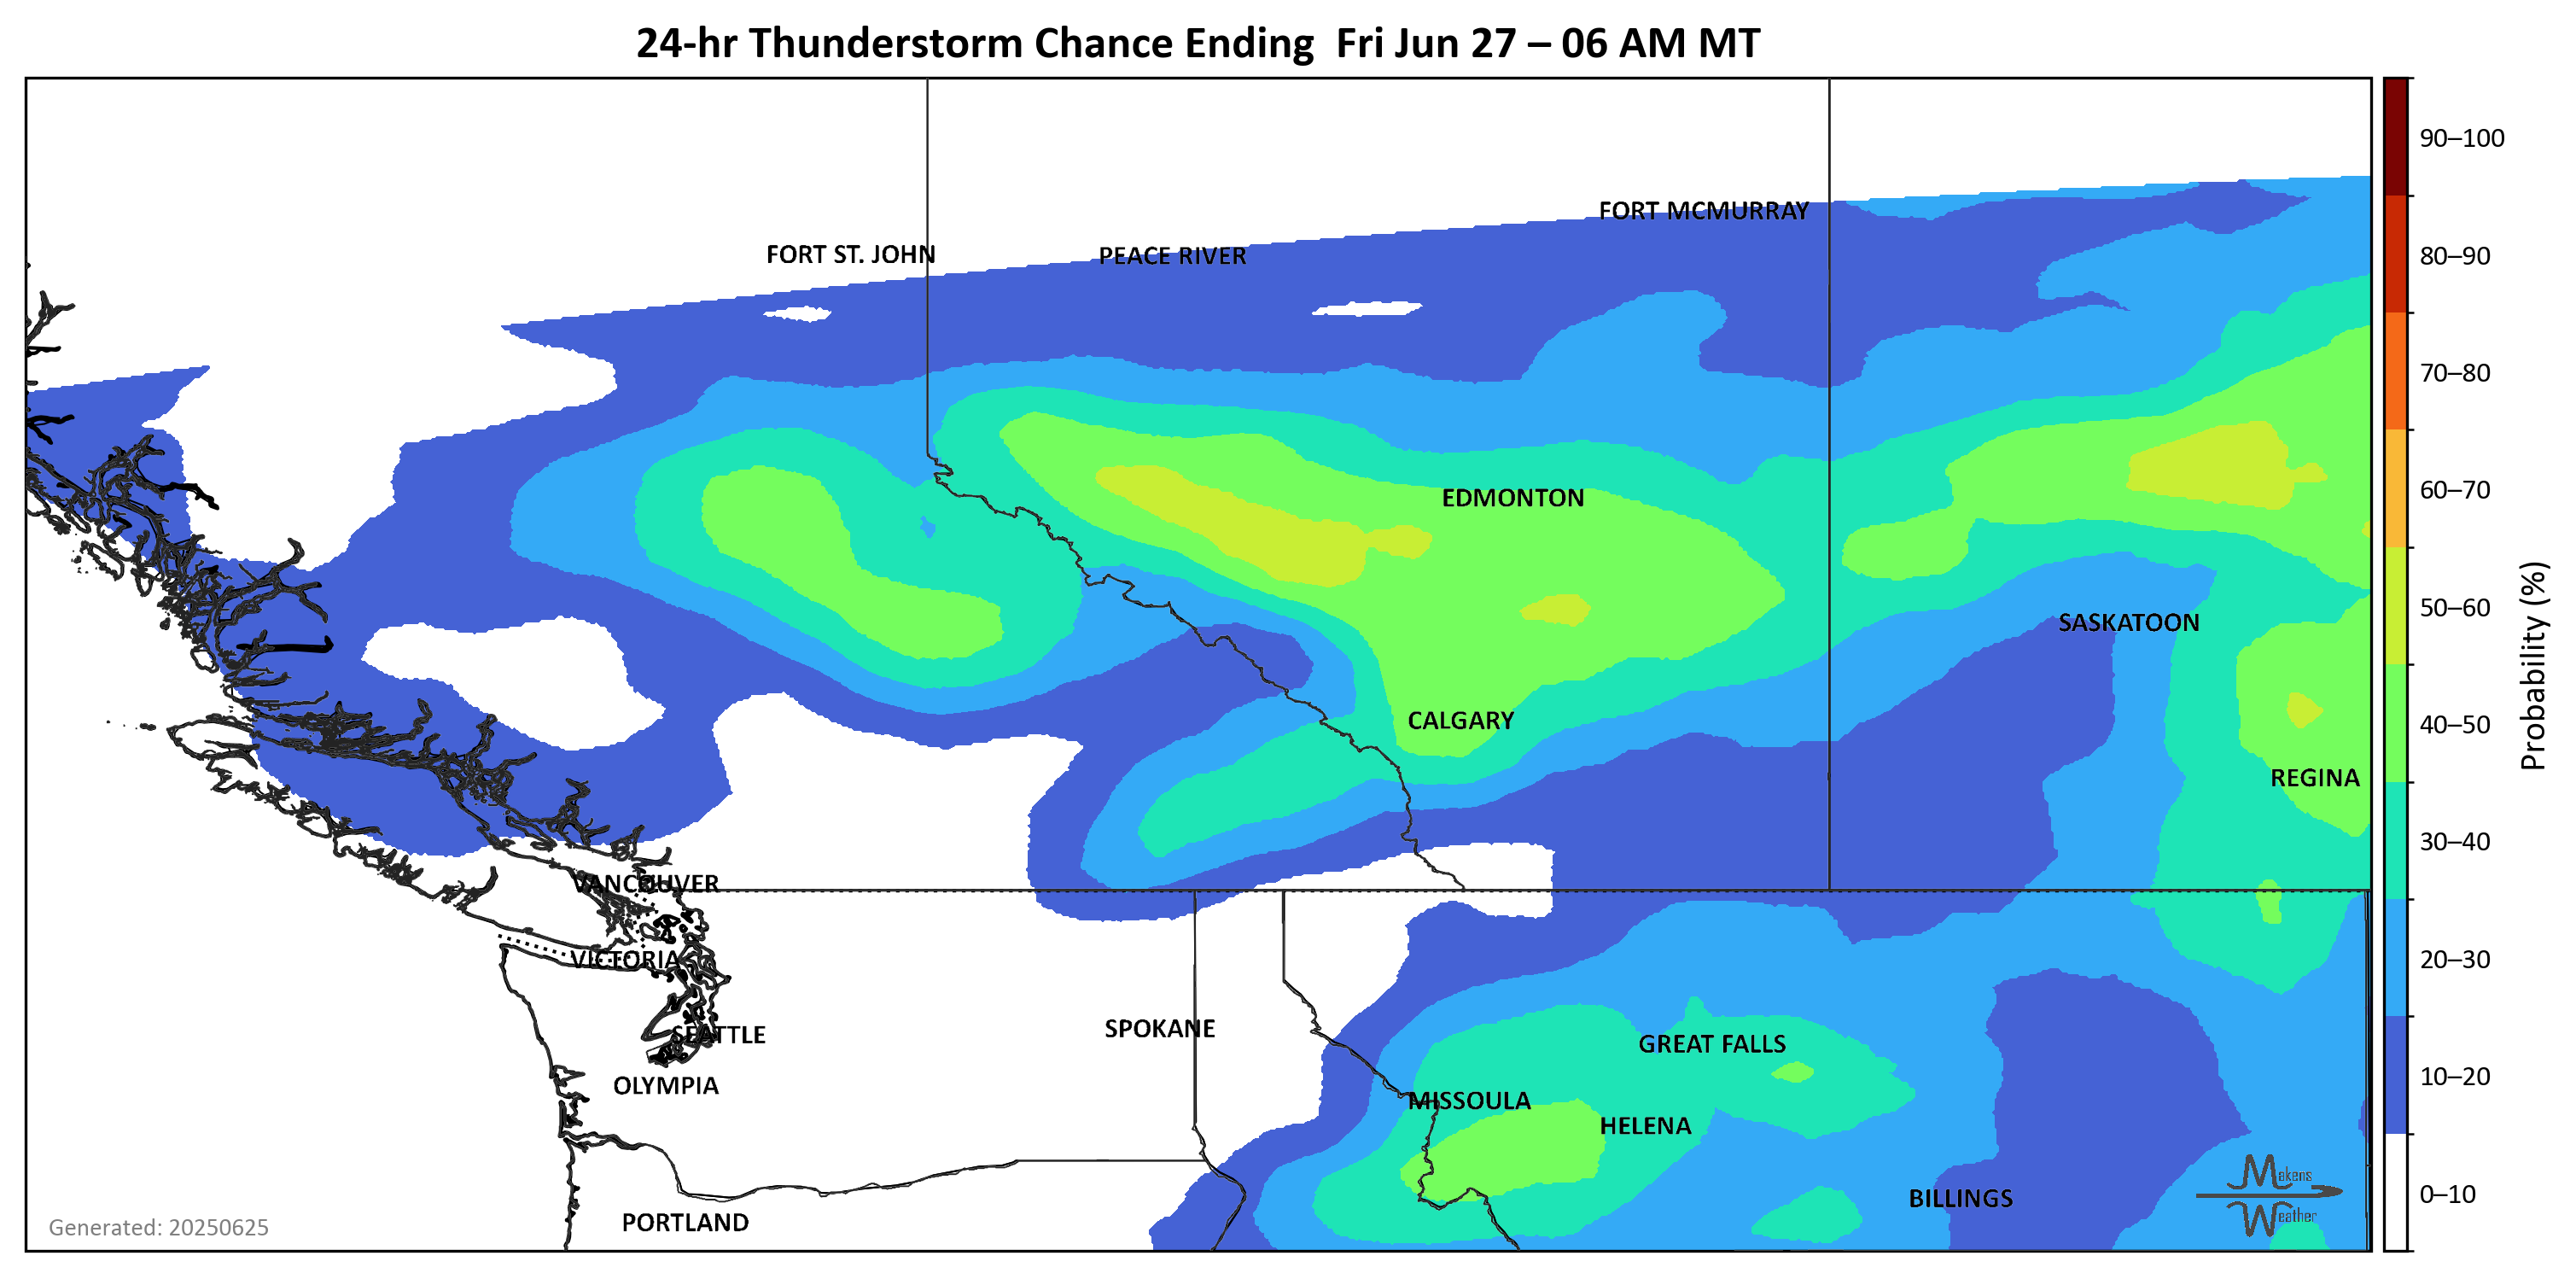 24-hr Thunderstorm Chance Ending  Fri Jun 27 – 06 AM MT
90–100
FORT MCMURRAY
FORT ST. JOHN
PEACE RIVER
80–90
70–80
60–70
EDMONTON
50–60
SASKATOON
Probability (%)
CALGARY
40–50
REGINA
30–40
VANCOUVER
VICTORIA
20–30
SPOKANE
SEATTLE
GREAT FALLS
OLYMPIA
10–20
MISSOULA
HELENA
Makens
Weather
BILLINGS
0–10
PORTLAND
Generated: 20250625